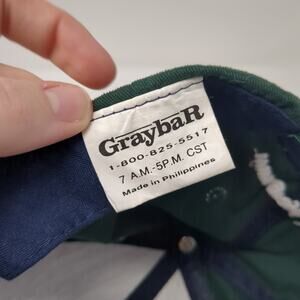 GraybaR
1-800-825-5517
7 A.M.-5P.M. CST
Made in Philippines